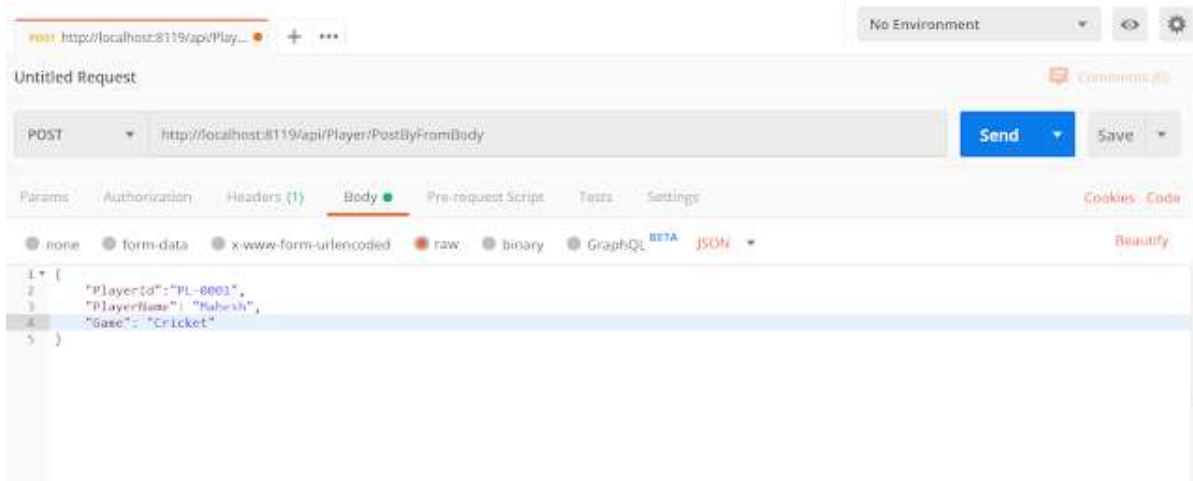 No Environment
POST http://localhost:8119/api/Play...
Untitled Request
Comments (0)
POST http://localhost:8119/api/Player/PostByFromBody Send Save
Params Authorization Headers (1) Body Pre-request Script Tests Settings Cookies Code
none form-data x-www-form-urlencoded raw binary GraphQL BETA JSON Beautify
1 {
2 "PlayerId":"PL-0001",
3 "PlayerName": "Mahesh",
4 "Game": "Cricket"
5 }